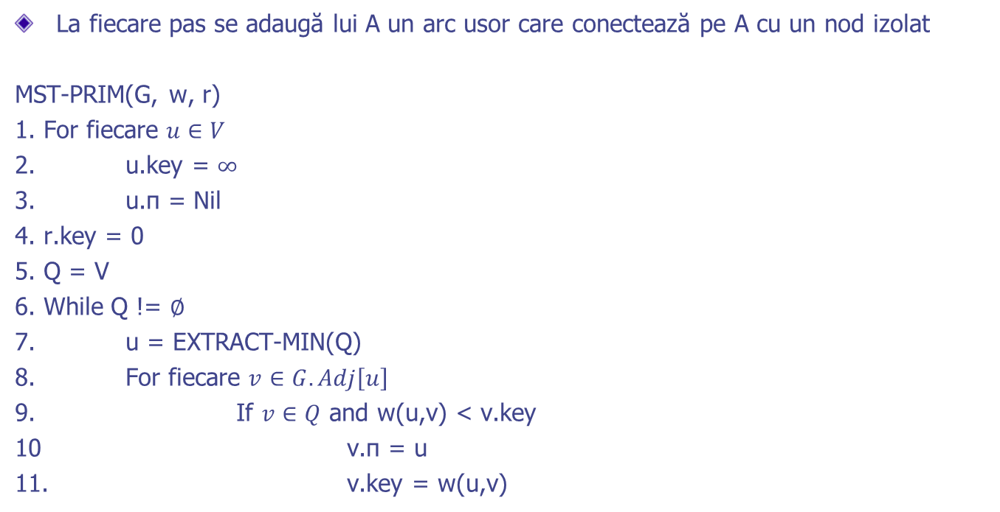 La fiecare pas se adaugă lui A un arc usor care conectează pe A cu un nod izolat
MST-PRIM(G, w, r)
1. For fiecare u ∈ V
2. u.key = ∞
3. u.п = Nil
4. r.key = 0
5. Q = V
6. While Q != ∅
7. u = EXTRACT-MIN(Q)
8. For fiecare v ∈ G.Adj[u]
9. If v ∈ Q and w(u,v) < v.key
10 v.п = u
11. v.key = w(u,v)